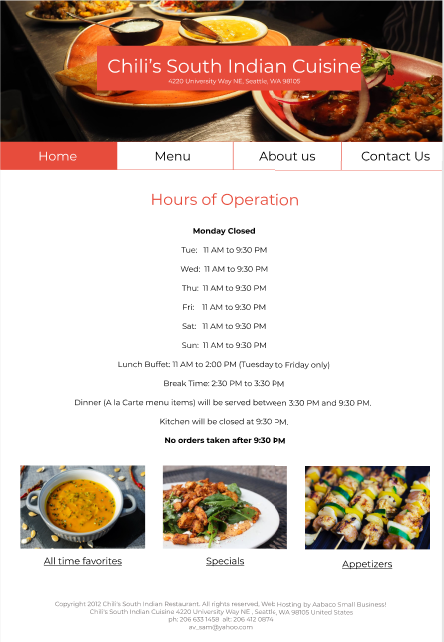 Chili's South Indian Cuisine
4220 University Way NE, Seattle, WA 98105
Home Menu About us Contact Us
Hours of Operation
Monday Closed
Tue: 11 AM to 9:30 PM
Wed: 11 AM to 9:30 PM
Thu: 11 AM to 9:30 PM
Fri: 11 AM to 9:30 PM
Sat: 11 AM to 9:30 PM
Sun: 11 AM to 9:30 PM
Lunch Buffet: 11 AM to 2:00 PM (Tuesday to Friday only)
Break Time: 2:30 PM to 3:30 PM
Dinner (A la Carte menu items) will be served between 3:30 PM and 9:30 PM.
Kitchen will be closed at 9:30 PM.
No orders taken after 9:30 PM
All time favorites Specials Appetizers
Copyright 2012 Chili's South Indian Restaurant. All rights reserved, Web Hosting by Aabaco Small Business!
Chili's South Indian Cuisine 4220 University Way NE , Seattle, WA 98105 United States
ph: 206 633 1458 alt: 206 412 0874
av_sam@yahoo.com